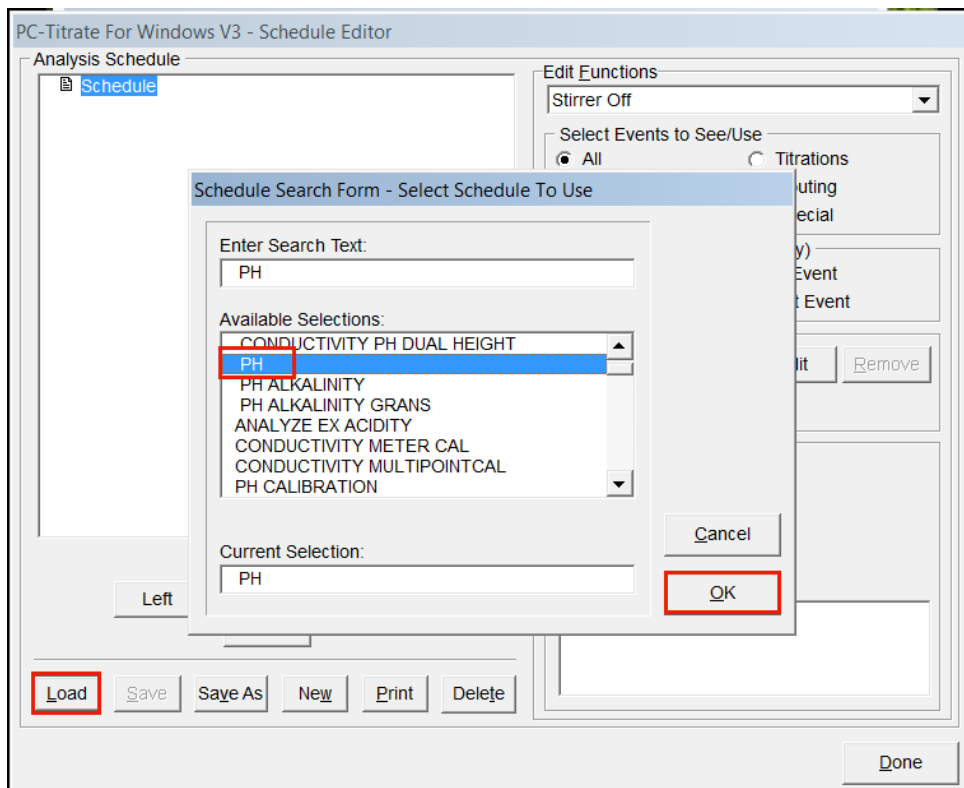 PC-Titrate For Windows V3 - Schedule Editor
Analysis Schedule
Schedule
Edit Functions
Stirrer Off
Select Events to See/Use
All
Titrations
Schedule Search Form - Select Schedule To Use
Enter Search Text:
PH
Available Selections:
CONDUCTIVITY PH DUAL HEIGHT
PH
PH ALKALINITY
PH ALKALINITY GRANS
ANALYZE EX ACIDITY
CONDUCTIVITY METER CAL
CONDUCTIVITY MULTIPOINTCAL
PH CALIBRATION
Current Selection:
PH
Cancel
OK
Event
Event
Remove
Left
Load
Save
Save As
New
Print
Delete
Done